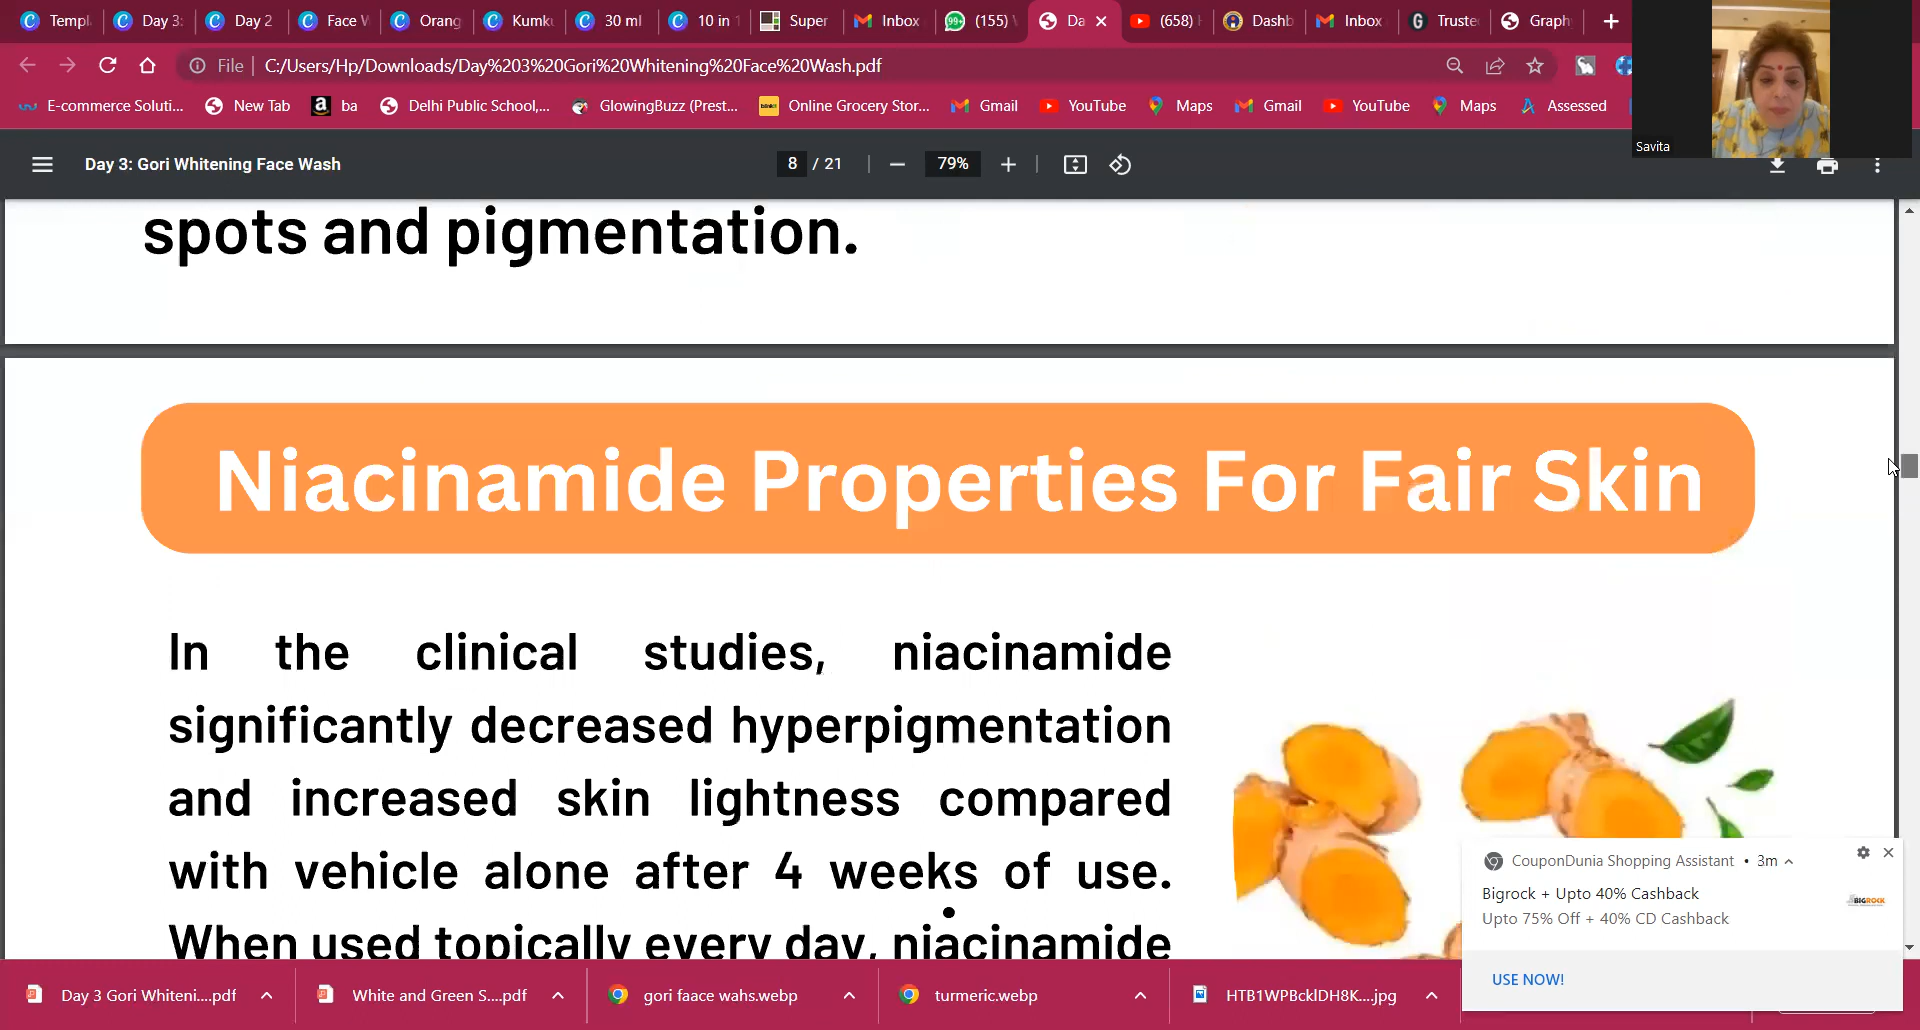 Templ
Day 3:
Day 2
Face W
Orang
Kumku
30 ml
10 in 1
Super
Inbox
99+
(155)
Da
(658)
Dashb
Inbox
Truste
Graph
File
C:/Users/Hp/Downloads/Day%203%20Gori%20Whitening%20Face%20Wash.pdf
E-commerce Soluti...
New Tab
ba
Delhi Public School,...
GlowingBuzz (Prest...
Online Grocery Stor...
Gmail
YouTube
Maps
Gmail
YouTube
Maps
Assessed
Savita
Day 3: Gori Whitening Face Wash
8 / 21
79%
spots and pigmentation.
Niacinamide Properties For Fair Skin
In the clinical studies, niacinamide
significantly decreased hyperpigmentation
and increased skin lightness compared
with vehicle alone after 4 weeks of use.
When used topically every day, niacinamide
CouponDunia Shopping Assistant • 3m
Bigrock + Upto 40% Cashback
Upto 75% Off + 40% CD Cashback
BIGROCK
USE NOW!
Day 3 Gori Whiteni....pdf
White and Green S....pdf
gori faace wahs.webp
turmeric.webp
HTB1WPBcklDH8K....jpg